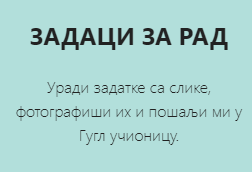 ЗАДАЦИ ЗА РАД
Уради задатке са слике,
фотографиши их и пошаљи ми у
Гугл учионицу.